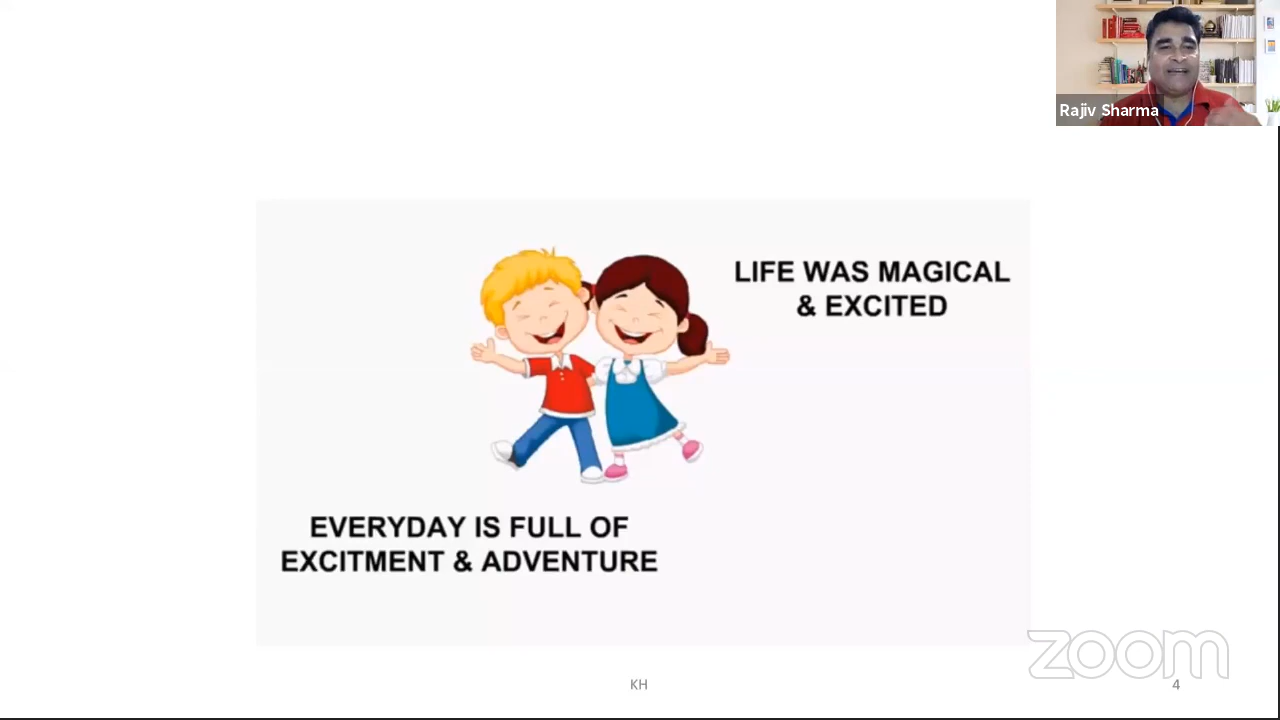 Rajiv Sharma
LIFE WAS MAGICAL
& EXCITED
EVERYDAY IS FULL OF
EXCITMENT & ADVENTURE
zoom
KH
4